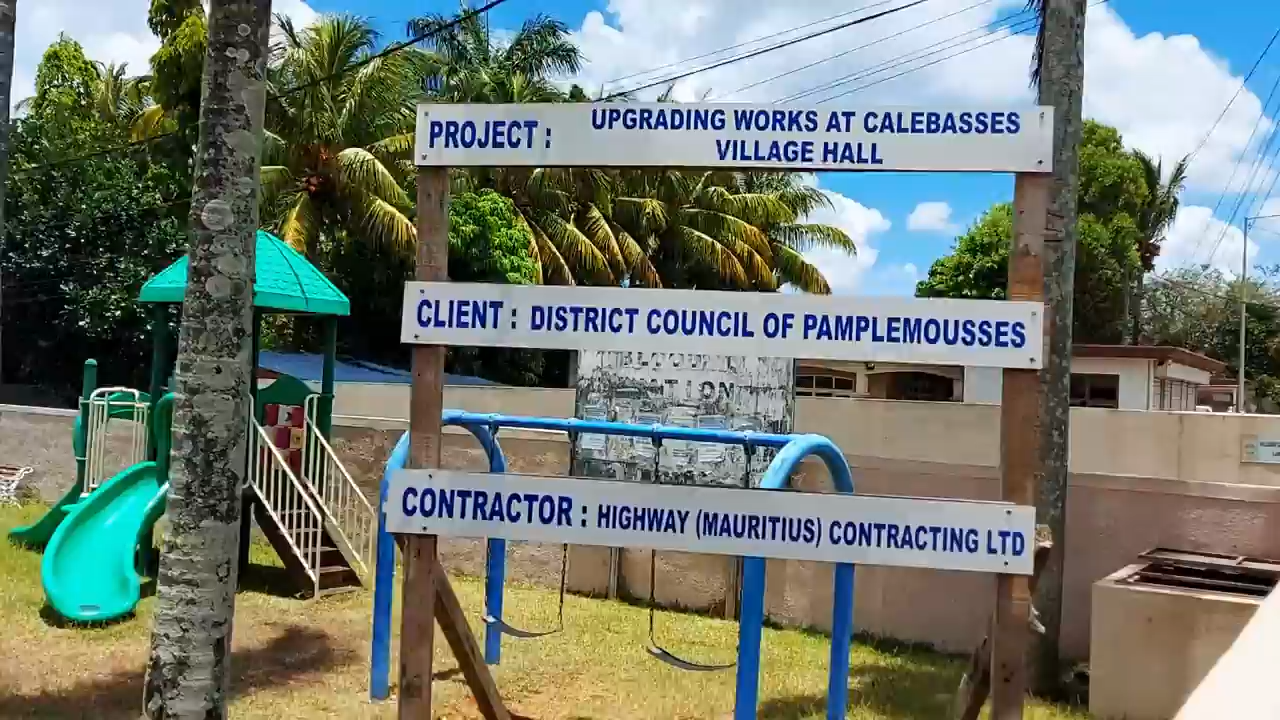 PROJECT : UPGRADING WORKS AT CALEBASSES
VILLAGE HALL
CLIENT : DISTRICT COUNCIL OF PAMPLEMOUSSES
CONTRACTOR : HIGHWAY (MAURITIUS) CONTRACTING LTD